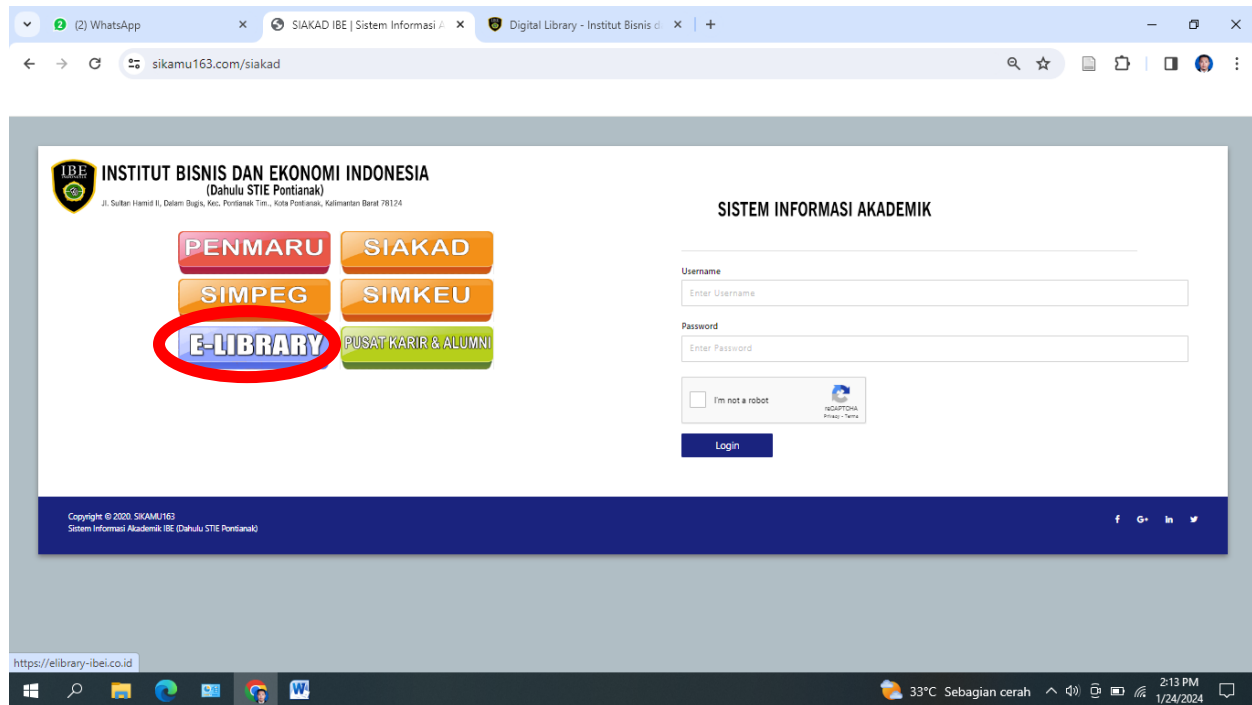 (2) WhatsApp
SIAKAD IBE | Sistem Informasi A
Digital Library - Institut Bisnis d
sikamu163.com/siakad
IBE
INSTITUT BISNIS DAN EKONOMI INDONESIA
(Dahulu STIE Pontianak)
Jl. Sultan Hamid II, Dalam Bugis, Kec. Pontianak Tim., Kota Pontianak, Kalimantan Barat 78124
PENMARU
SIAKAD
SIMPEG
SIMKEU
E-LIBRARY
PUSAT KARIR & ALUMNI
SISTEM INFORMASI AKADEMIK
Username
Enter Username
Password
Enter Password
I'm not a robot
reCAPTCHA
Privacy - Terms
Login
Copyright © 2020. SIKAMU163
Sistem Informasi Akademik IBE (Dahulu STIE Pontianak)
https://elibrary-ibei.co.id
33°C Sebagian cerah
2:13 PM
1/24/2024